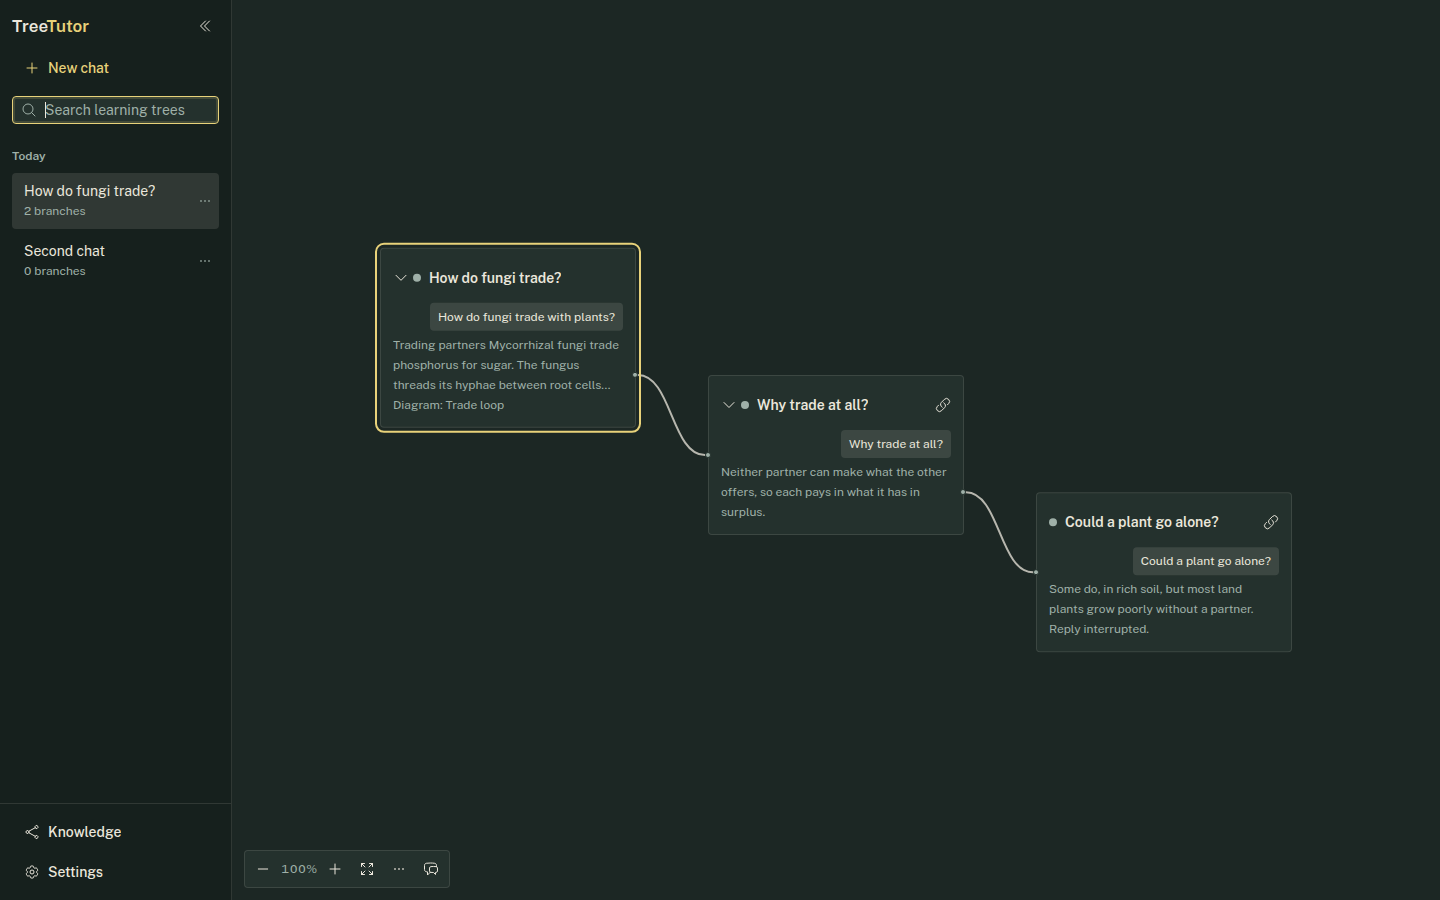 TreeTutor
New chat
Search learning trees
Today
How do fungi trade?
2 branches
Second chat
0 branches
Knowledge
Settings
How do fungi trade?
How do fungi trade with plants?
Trading partners Mycorrhizal fungi trade
phosphorus for sugar. The fungus
threads its hyphae between root cells...
Diagram: Trade loop
Why trade at all?
Why trade at all?
Neither partner can make what the other
offers, so each pays in what it has in
surplus.
Could a plant go alone?
Could a plant go alone?
Some do, in rich soil, but most land
plants grow poorly without a partner.
Reply interrupted.
100%